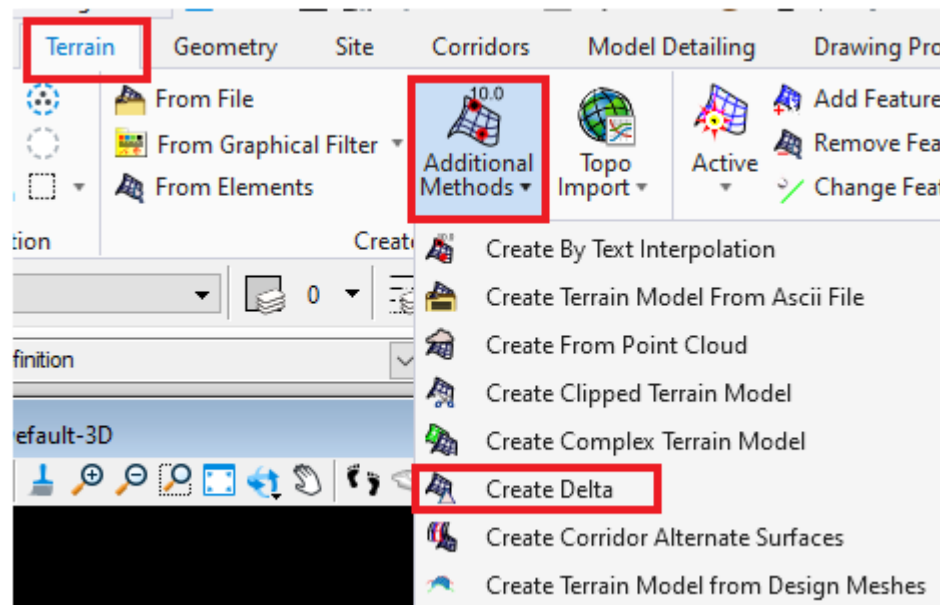 Terrain Geometry Site Corridors Model Detailing Drawing Pro
From File
From Graphical Filter
From Elements
10.0
Additional
Methods
Topo
Import
Active
Add Feature
Remove Fea
Change Feat
tion
Creat
Create By Text Interpolation
0
Create Terrain Model From Ascii File
finition
Create From Point Cloud
Create Clipped Terrain Model
efault-3D
Create Complex Terrain Model
Create Delta
Create Corridor Alternate Surfaces
Create Terrain Model from Design Meshes